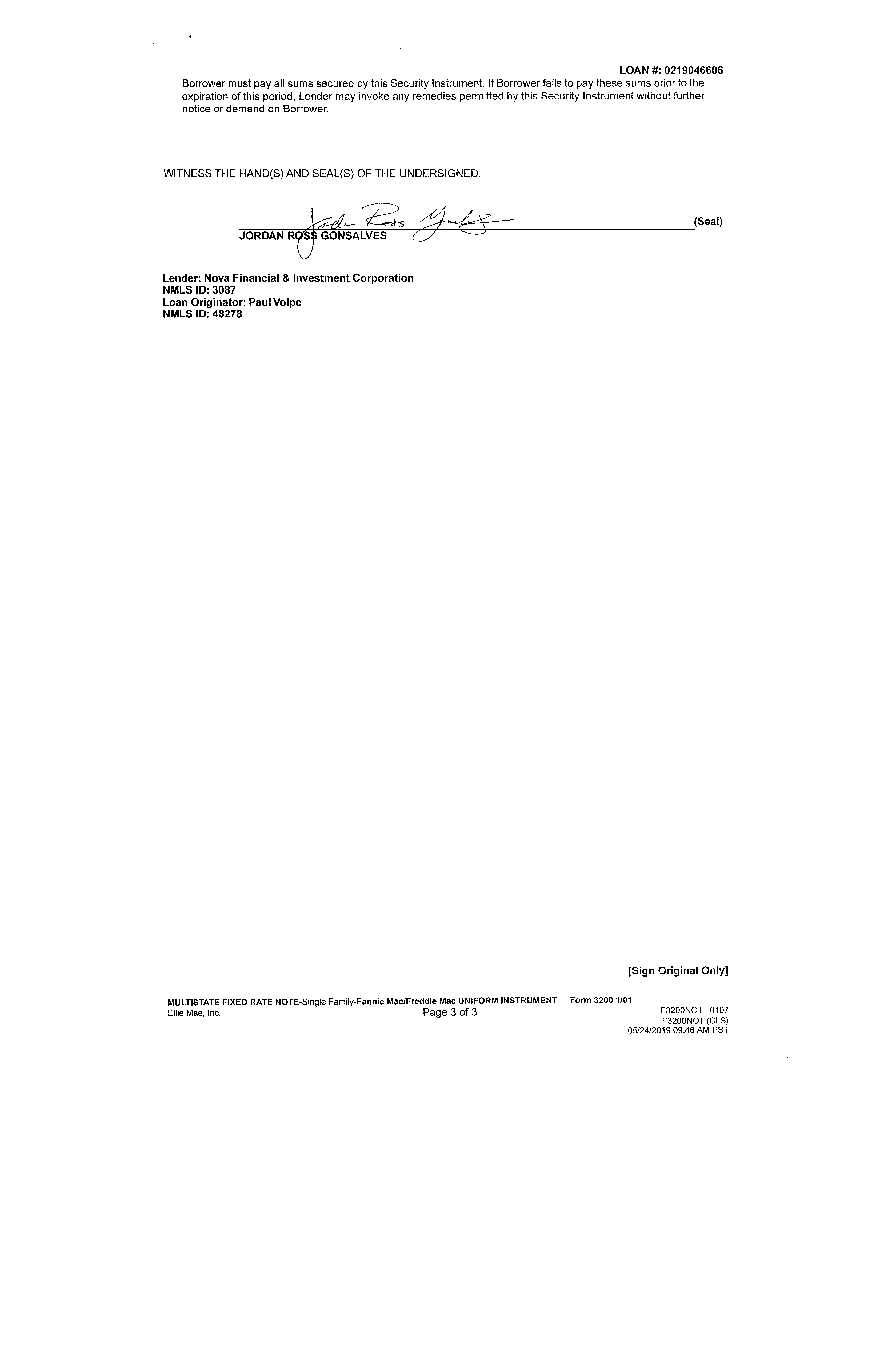 LOAN #: 0219046606
Borrower must pay all sums secured by this Security Instrument. If Borrower fails to pay these sums prior to the
expiration of this period, Lender may invoke any remedies permitted by this Security Instrument without further
notice or demand on Borrower.
WITNESS THE HAND(S) AND SEAL(S) OF THE UNDERSIGNED.
(Seal)
JORDAN ROSS GONSALVES
Lender: Nova Financial & Investment Corporation
NMLS ID: 3087
Loan Originator: Paul Volpe
NMLS ID: 48278
[Sign Original Only]
MULTISTATE FIXED RATE NOTE-Single Family-Fannie Mae/Freddie Mac UNIFORM INSTRUMENT Form 3200 1/01
Ellie Mae, Inc. Page 3 of 3 F3200NOT 0107
F3200NOT (CLS)
05/24/2019 09:46 AM PST